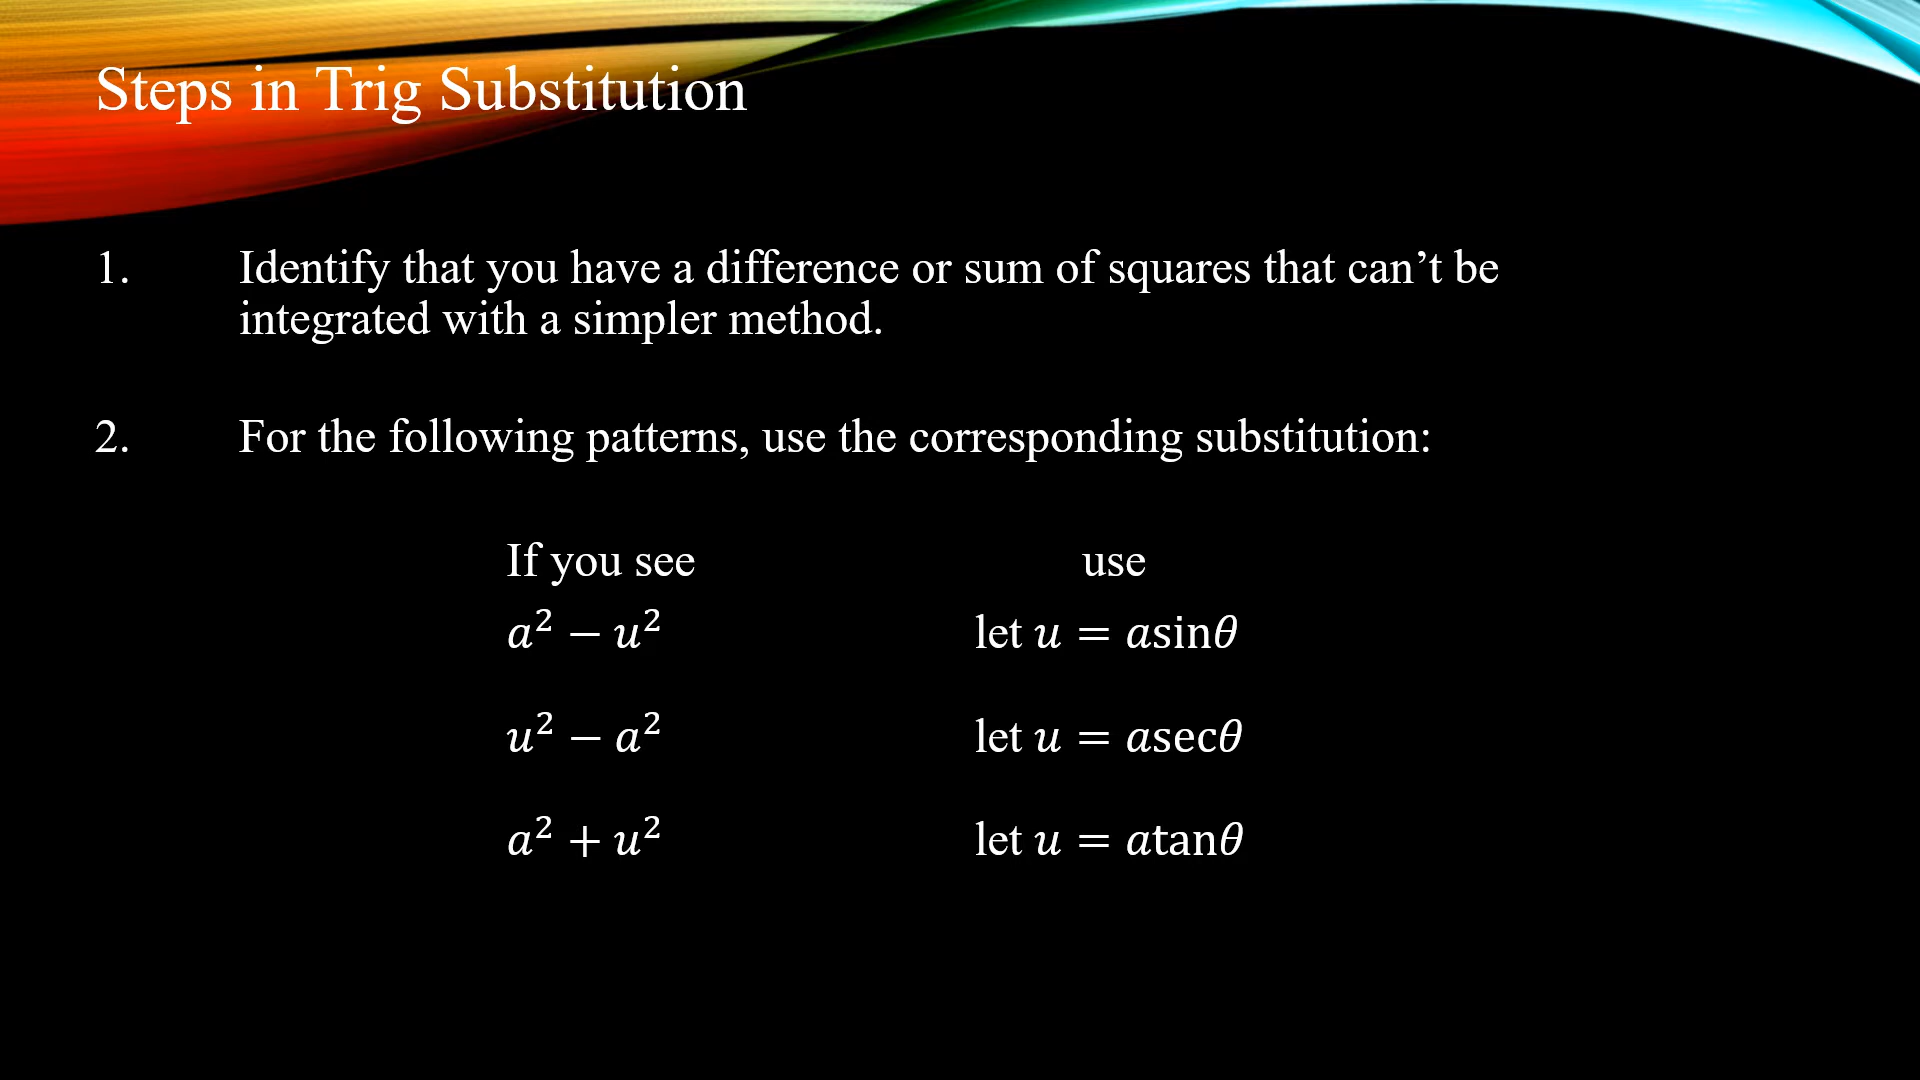 Steps in Trig Substitution
1. Identify that you have a difference or sum of squares that can’t be
integrated with a simpler method.
2. For the following patterns, use the corresponding substitution:
If you see use
a² − u² let u = asinθ
u² − a² let u = asecθ
a² + u² let u = atanθ